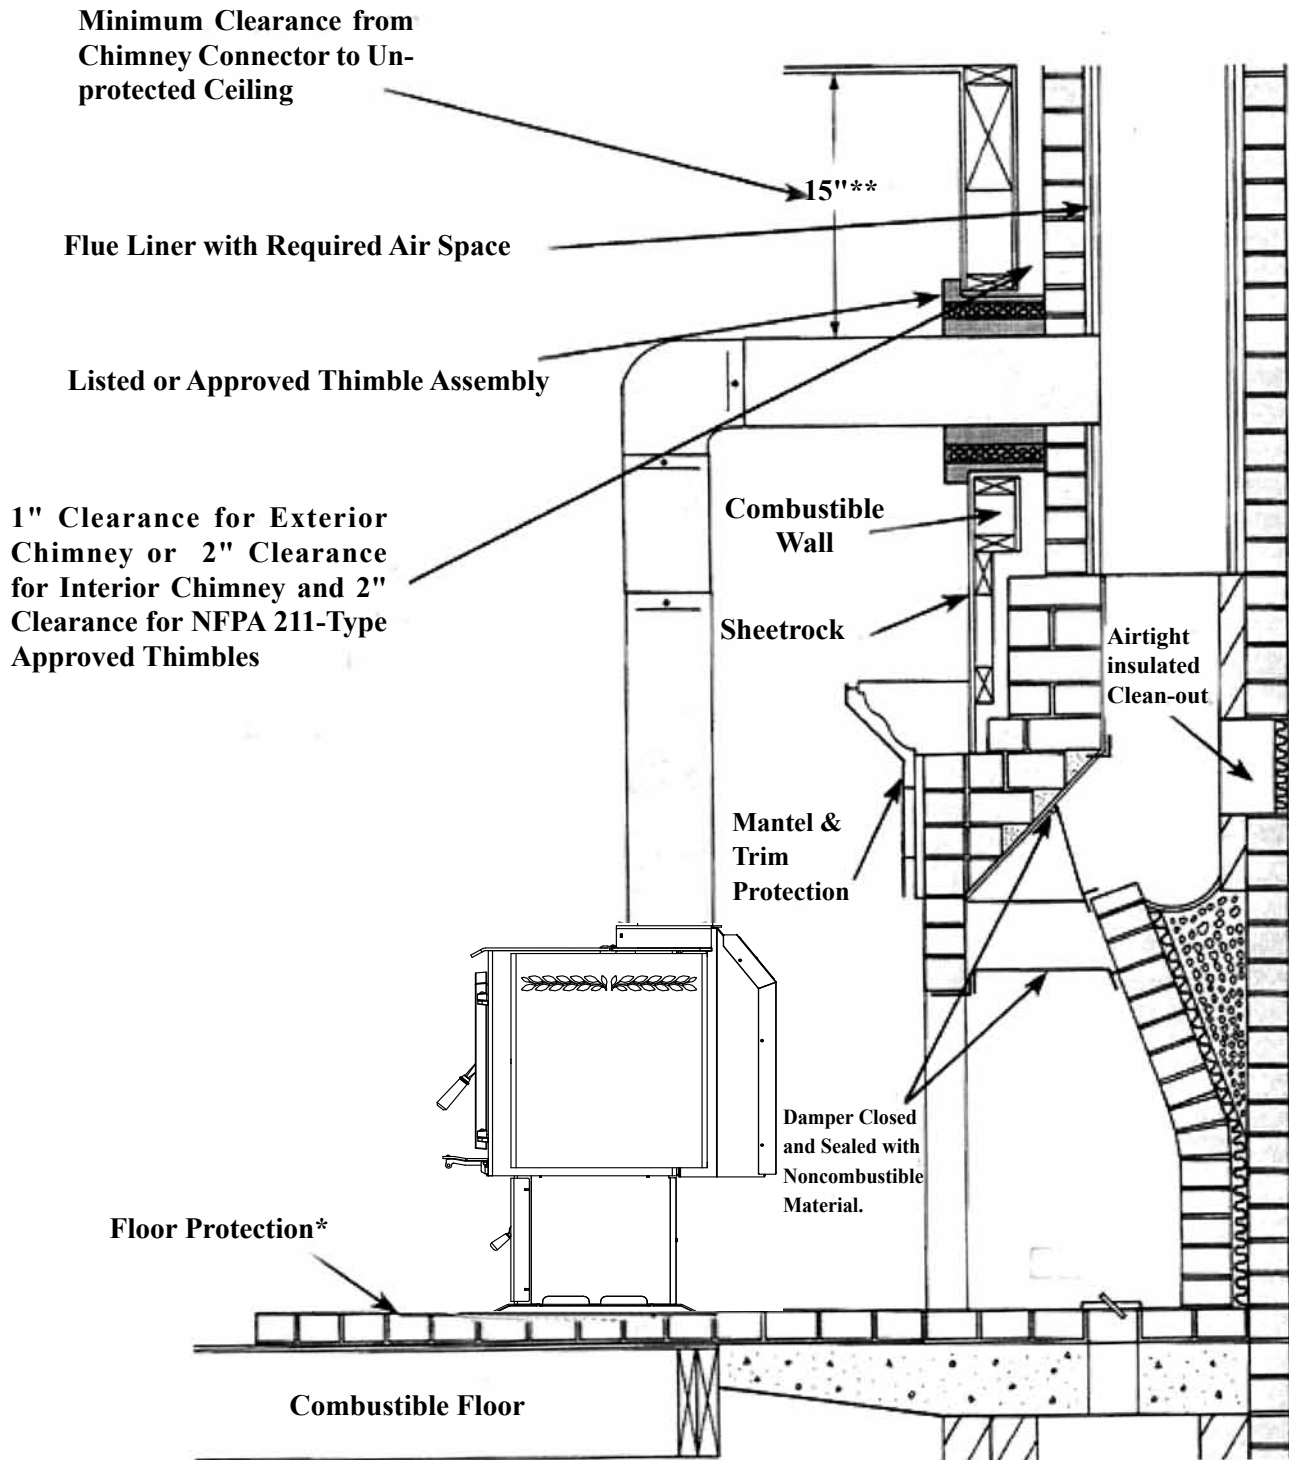 Minimum Clearance from
Chimney Connector to Un-
protected Ceiling
15"**
Flue Liner with Required Air Space
Listed or Approved Thimble Assembly
1" Clearance for Exterior
Chimney or 2" Clearance
for Interior Chimney and 2"
Clearance for NFPA 211-Type
Approved Thimbles
Combustible
Wall
Sheetrock
Airtight
insulated
Clean-out
Mantel &
Trim
Protection
Damper Closed
and Sealed with
Noncombustible
Material.
Floor Protection*
Combustible Floor